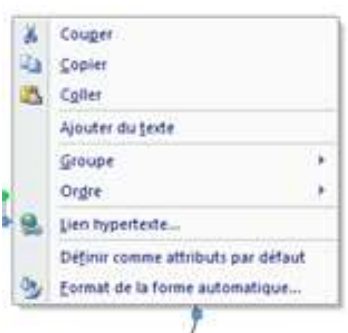 Couper
Copier
Coller
Ajouter du texte
Groupe
Ordre
Lien hypertexte...
Définir comme attributs par défaut
Format de la forme automatique...